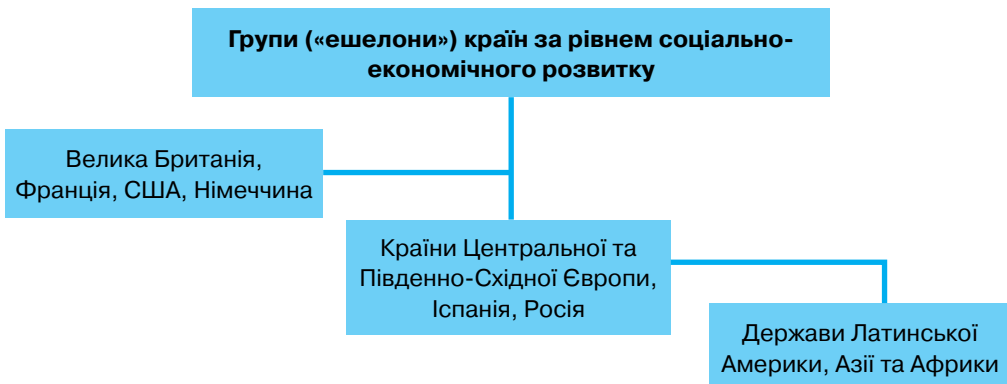 Групи («ешелони») країн за рівнем соціально-
економічного розвитку
Велика Британія,
Франція, США, Німеччина
Країни Центральної та
Південно-Східної Європи,
Іспанія, Росія
Держави Латинської
Америки, Азії та Африки